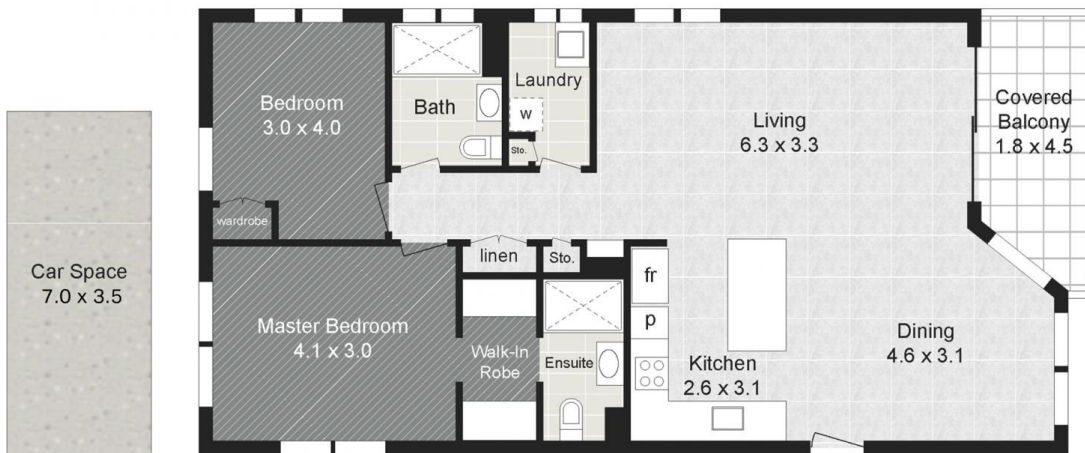 Bedroom
3.0 x 4.0
wardrobe
Bath
Laundry
w
Sto.
Living
6.3 x 3.3
Covered
Balcony
1.8 x 4.5
Car Space
7.0 x 3.5
Master Bedroom
4.1 x 3.0
linen
Sto.
Walk-In
Robe
Ensuite
fr
p
Kitchen
2.6 x 3.1
Dining
4.6 x 3.1